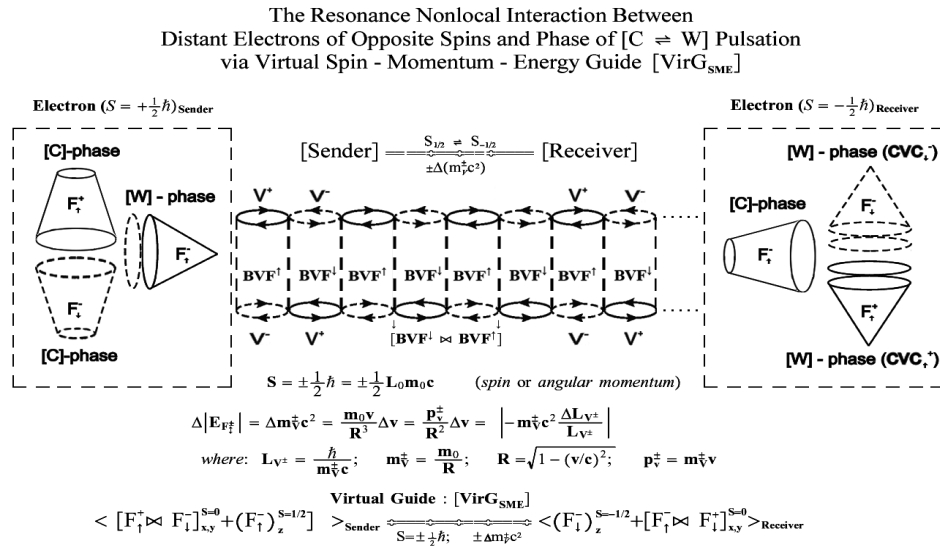 The Resonance Nonlocal Interaction Between
Distant Electrons of Opposite Spins and Phase of [C ⇌ W] Pulsation
via Virtual Spin - Momentum - Energy Guide [VirG_SME]
Electron (S = +½ħ)_Sender
Electron (S = −½ħ)_Receiver
[C]-phase
F↑⁺
[W] - phase
F↑⁻
F↓⁻
[C]-phase
[Sender] S_1/2 ⇌ S_-1/2 [Receiver]
±Δ(m_V^± c²)
V⁺ V⁻ V⁺ V⁻
BVF↑ BVF↓ BVF↑ BVF↓ BVF↑ BVF↓ BVF↑ BVF↓
V⁻ V⁺ [BVF↓ ⋈ BVF↑] V⁻ V⁺
[W] - phase (CVC↓⁻)
F↓⁻
[C]-phase
F↑⁻
F↑⁺
[W] - phase (CVC↑⁺)
S = ±½ħ = ±½L₀m₀c (spin or angular momentum)
Δ|E_F↕±| = Δm_V^± c² = m₀v/R³ Δv = p_v^±/R² Δv = |−m_V^± c² ΔL_V±/L_V±|
where: L_V± = ħ/m_V^± c; m_V^± = m₀/R; R = √1 − (v/c)²; p_v^± = m_V^± v
Virtual Guide : [VirG_SME]
< [F↑⁺ ⋈ F↓⁻]_x,y^S=0 + (F↑⁻)_z^S=1/2] >_Sender <(F↓⁻)_z^S=−1/2 + [F↑⁻ ⋈ F↓⁺]_x,y^S=0 >_Receiver
S=±½ħ; ±Δm_V^± c²